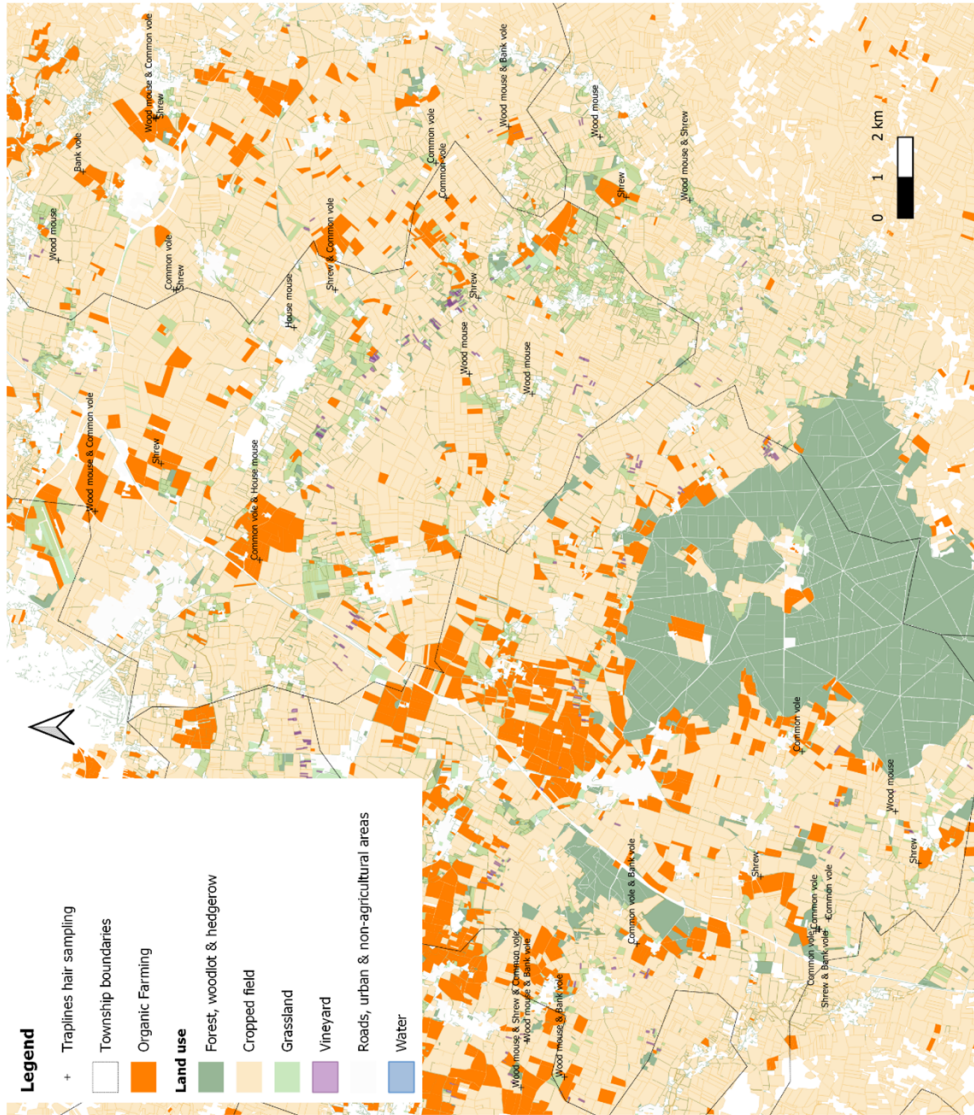 Legend
Traplines hair sampling
Township boundaries
Organic Farming
Land use
Forest, woodlot & hedgerow
Cropped field
Grassland
Vineyard
Roads, urban & non-agricultural areas
Water
Wood mouse
Bank vole
Wood mouse & Common vole
Wood mouse & Common vole
Shrew
Shrew
Common vole
Shrew
Common vole & House mouse
House mouse
Shrew & Common vole
Common vole
Common vole
Wood mouse
Shrew
Wood mouse & Bank vole
Wood mouse & Shrew & Common vole
Wood mouse & Bank vole
Wood mouse
Wood mouse & Bank vole
Wood mouse
Shrew
Common vole & Bank vole
Wood mouse & Shrew
Shrew
Common vole
Common vole
Common vole
Shrew & Bank vole
Common vole
Wood mouse
Shrew
0 1 2 km